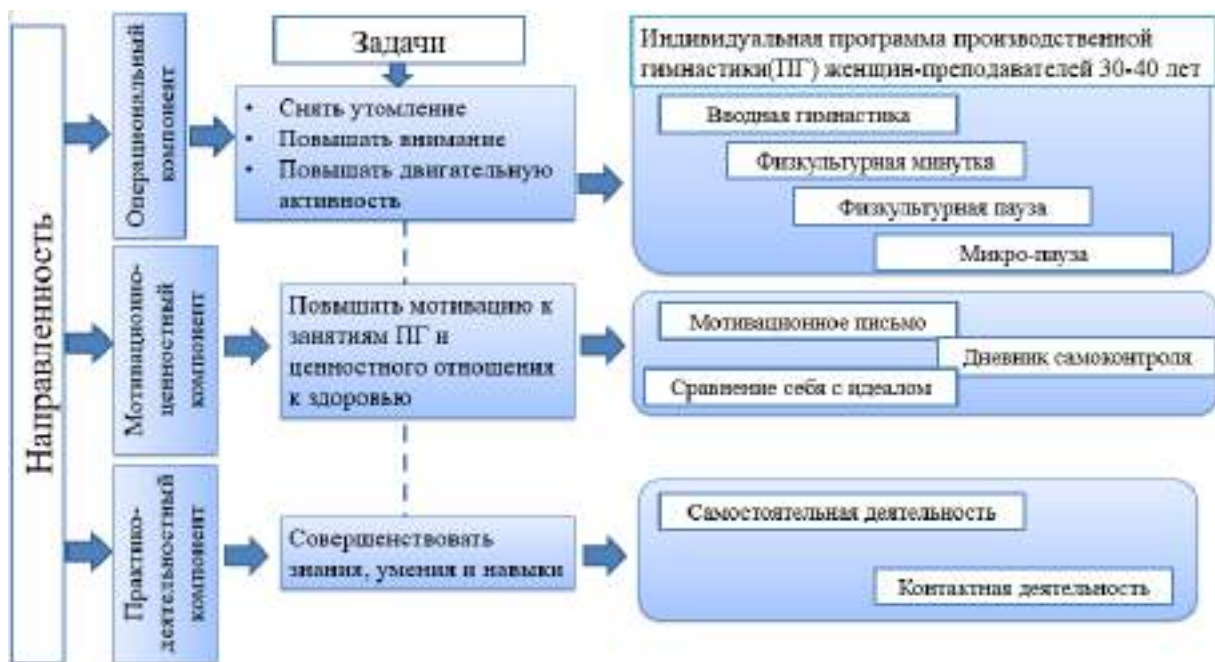 Направленность
Операциональный
компонент
Задачи
• Снять утомление
• Повышать внимание
• Повышать двигательную
активность
Индивидуальная программа производственной
гимнастики(ПГ) женщин-преподавателей 30-40 лет
Вводная гимнастика
Физкультурная минутка
Физкультурная пауза
Микро-пауза
Мотивационно-
ценностный
компонент
Повышать мотивацию к
занятиям ПГ и
ценностного отношения
к здоровью
Мотивационное письмо
Дневник самоконтроля
Сравнение себя с идеалом
Практико-
деятельностный
компонент
Совершенствовать
знания, умения и навыки
Самостоятельная деятельность
Контактная деятельность